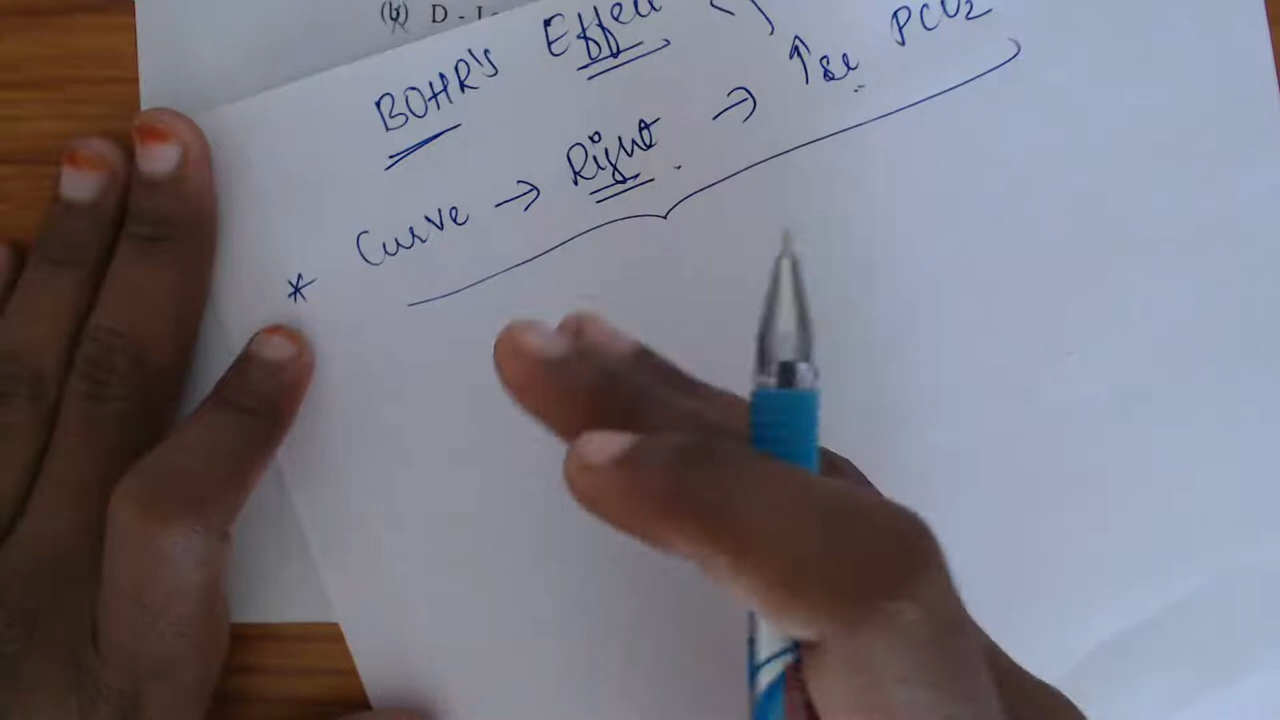 (b) D - I -
BOHR's Effect
* Curve → Right → ↑se PCO2